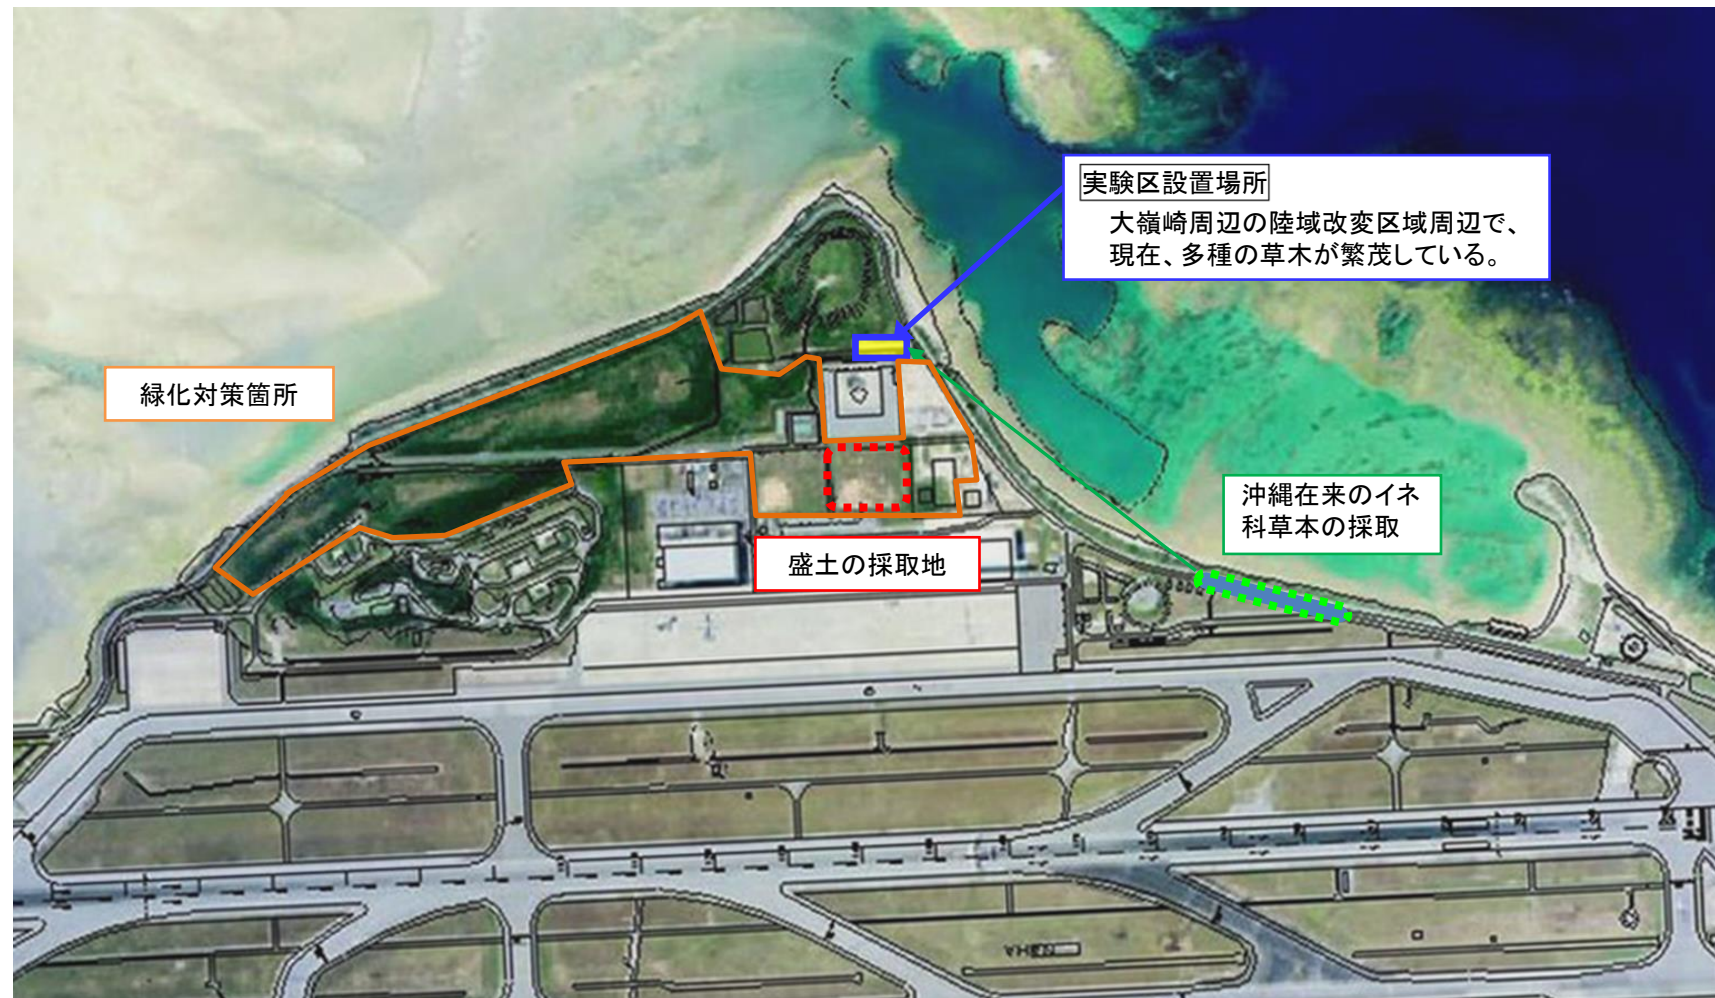 実験区設置場所
大嶺崎周辺の陸域改変区域周辺で、
現在、多種の草木が繁茂している。
緑化対策箇所
沖縄在来のイネ
科草本の採取
盛土の採取地